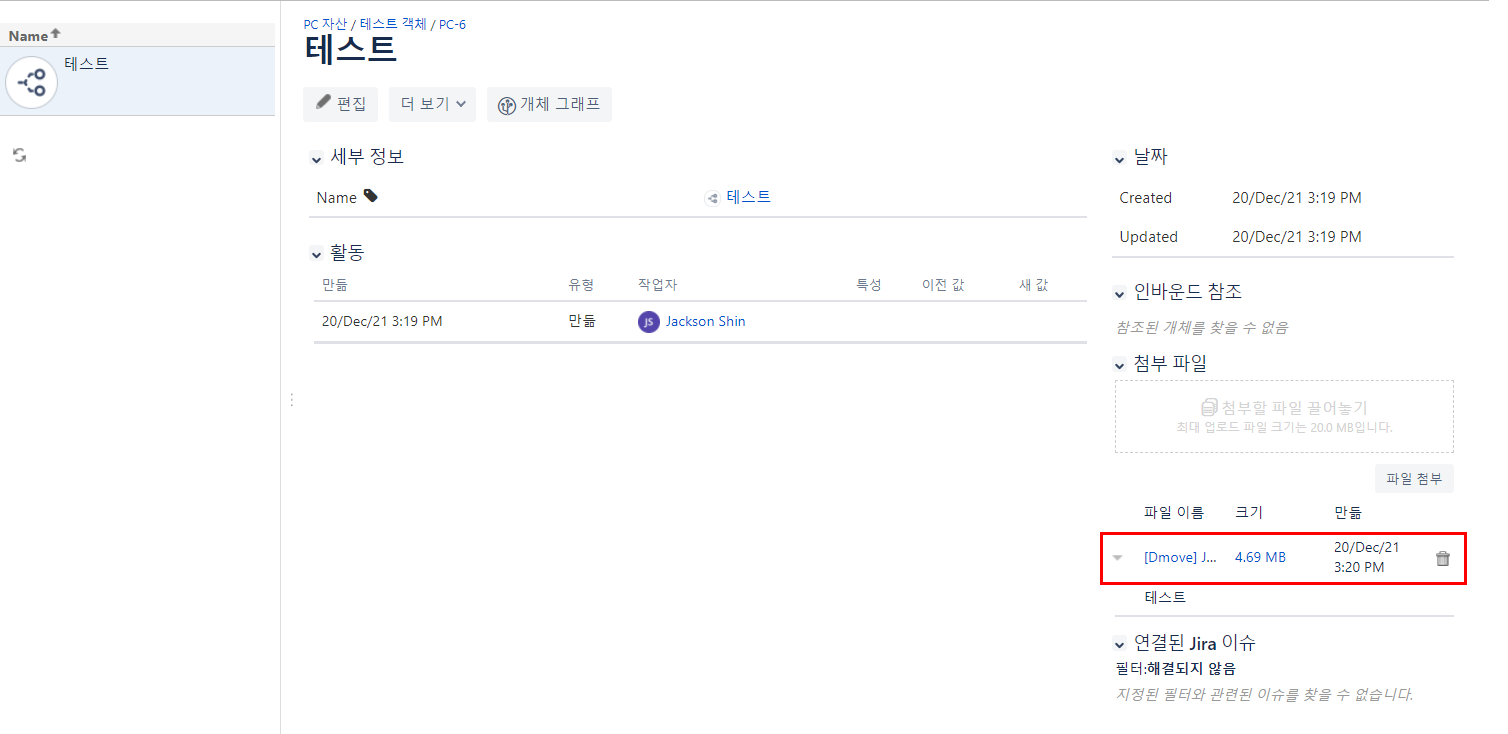 Name
테스트
PC 자산 / 테스트 객체 / PC-6
테스트
편집
더 보기
개체 그래프
세부 정보
Name
테스트
활동
만듦 유형 작업자 특성 이전 값 새 값
20/Dec/21 3:19 PM 만듦 JS Jackson Shin
날짜
Created 20/Dec/21 3:19 PM
Updated 20/Dec/21 3:19 PM
인바운드 참조
참조된 개체를 찾을 수 없음
첨부 파일
첨부할 파일 끌어놓기
최대 업로드 파일 크기는 20.0 MB입니다.
파일 첨부
파일 이름 크기 만듦
[Dmove] J... 4.69 MB 20/Dec/21
3:20 PM
테스트
연결된 Jira 이슈
필터:해결되지 않음
지정된 필터와 관련된 이슈를 찾을 수 없습니다.